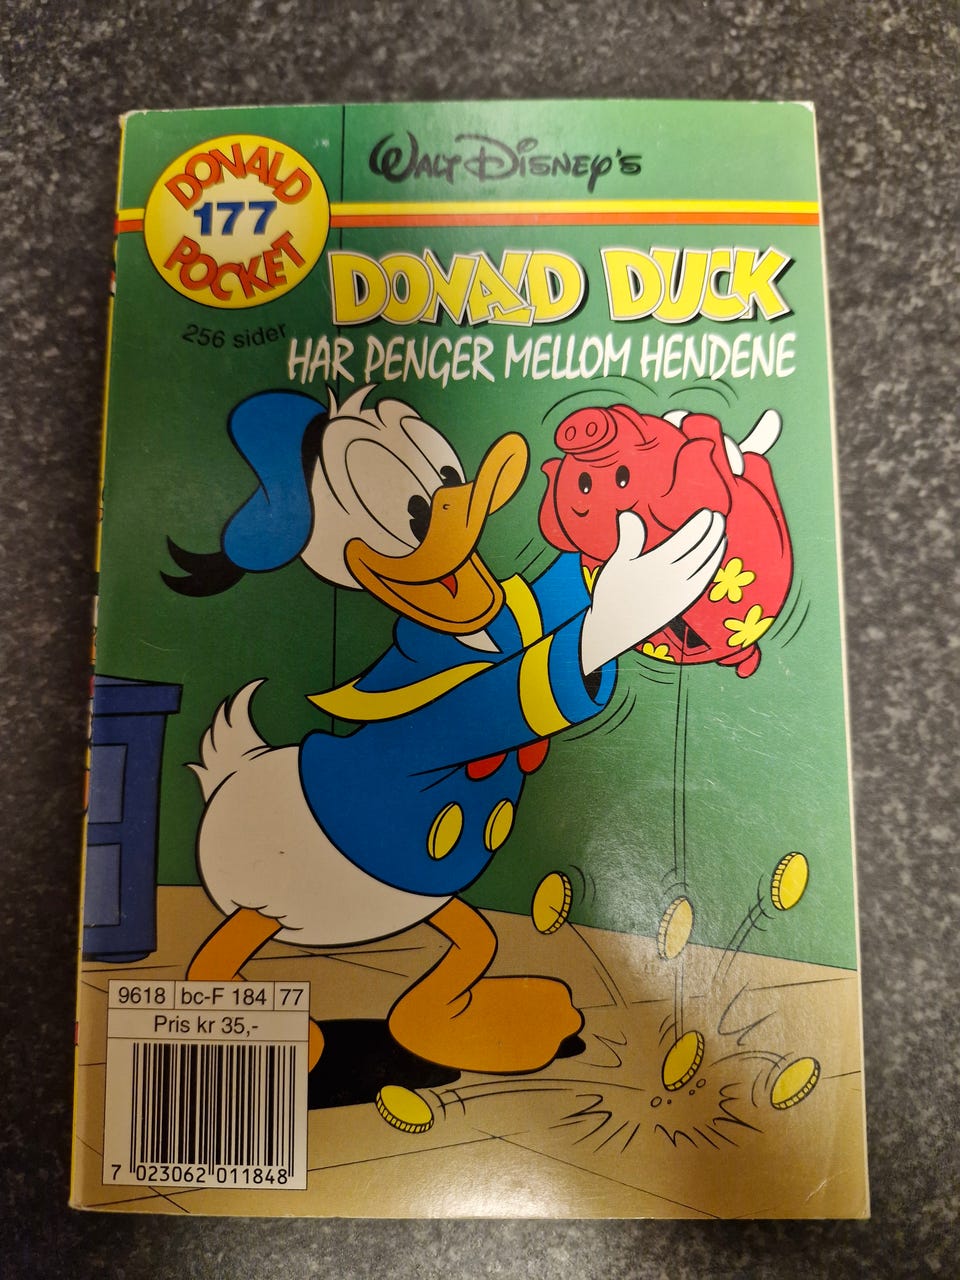 DONALD
177
POCKET
WALT DISNEY'S
256 sider
DONALD DUCK
HAR PENGER MELLOM HENDENE
9618 bc-F 184 77
Pris kr 35,-
7 023062 011848